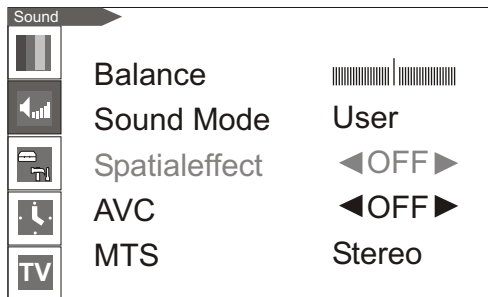 Sound
Balance
Sound Mode User
Spatialeffect ◀OFF▶
AVC ◀OFF▶
MTS Stereo
TV